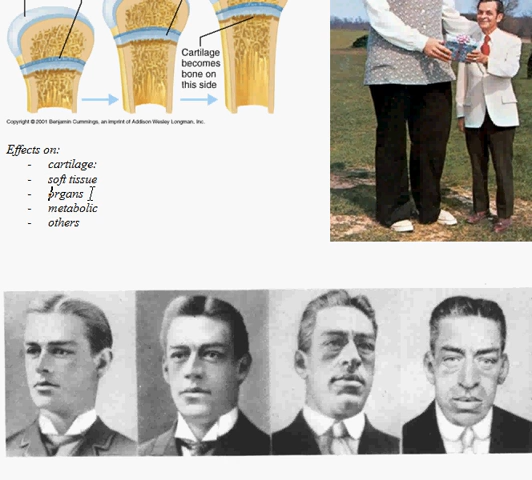 Cartilage
becomes
bone on
this side
Copyright © 2001 Benjamin Cummings, an imprint of Addison Wesley Longman, Inc.
Effects on:
- cartilage:
- soft tissue
- organs
- metabolic
- others